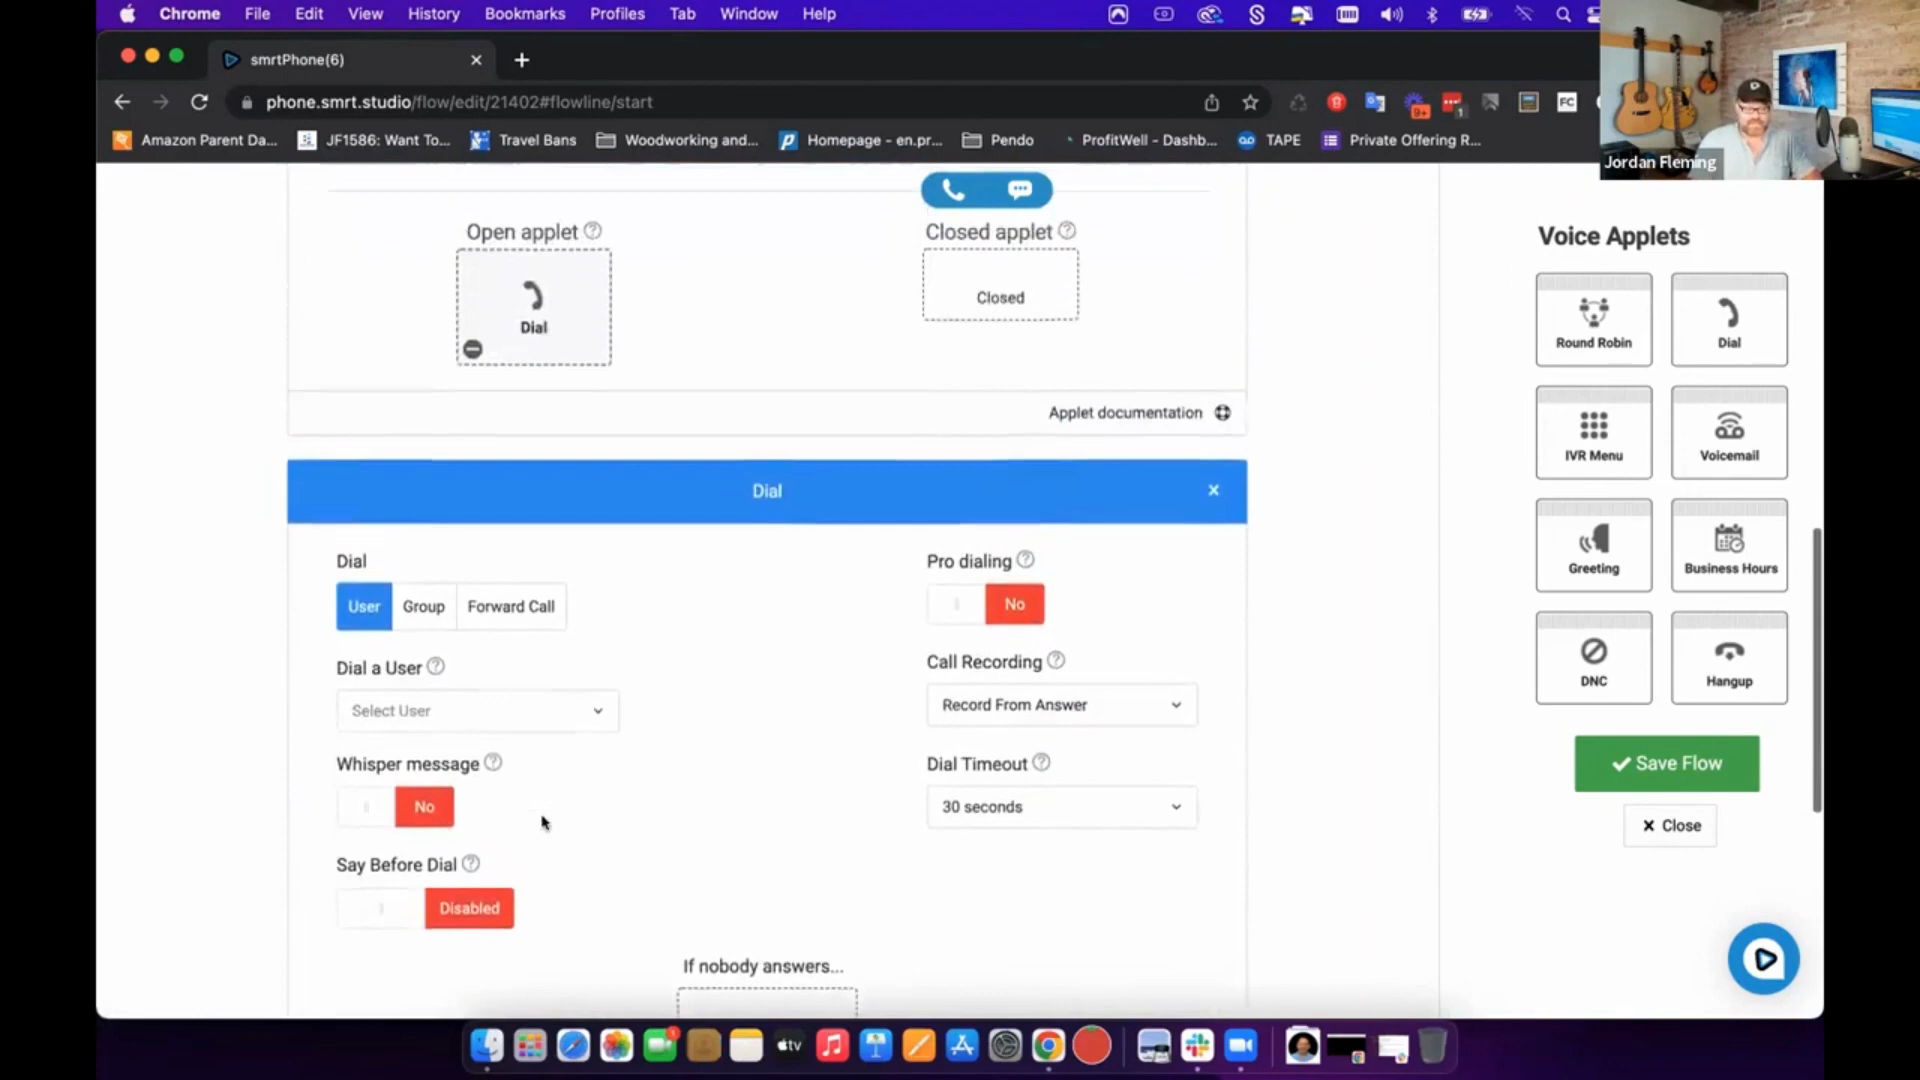 Chrome File Edit View History Bookmarks Profiles Tab Window Help
smrtPhone(6)
phone.smrt.studio/flow/edit/21402#flowline/start
9+
1
FC
Amazon Parent Da...
JF1586: Want To...
Travel Bans
Woodworking and...
Homepage - en.pr...
Pendo
ProfitWell - Dashb...
TAPE
Private Offering R...
Jordan Fleming
Open applet
Closed applet
Dial
Closed
Applet documentation
Dial
Dial
User Group Forward Call
Pro dialing
No
Dial a User
Select User
Call Recording
Record From Answer
Whisper message
No
Dial Timeout
30 seconds
Say Before Dial
Disabled
If nobody answers...
Voice Applets
Round Robin
Dial
IVR Menu
Voicemail
Greeting
Business Hours
DNC
Hangup
Save Flow
Close
tv